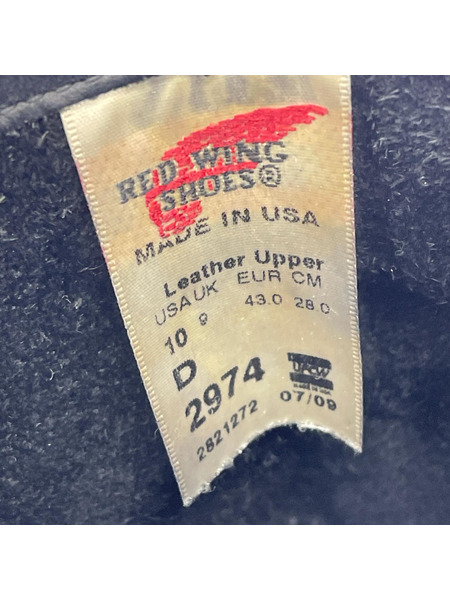 RED WING
SHOES®
MADE IN USA
Leather Upper
USA UK EUR CM
10 9 43.0 28.0
D
2974 UFCW
2821272 07/09